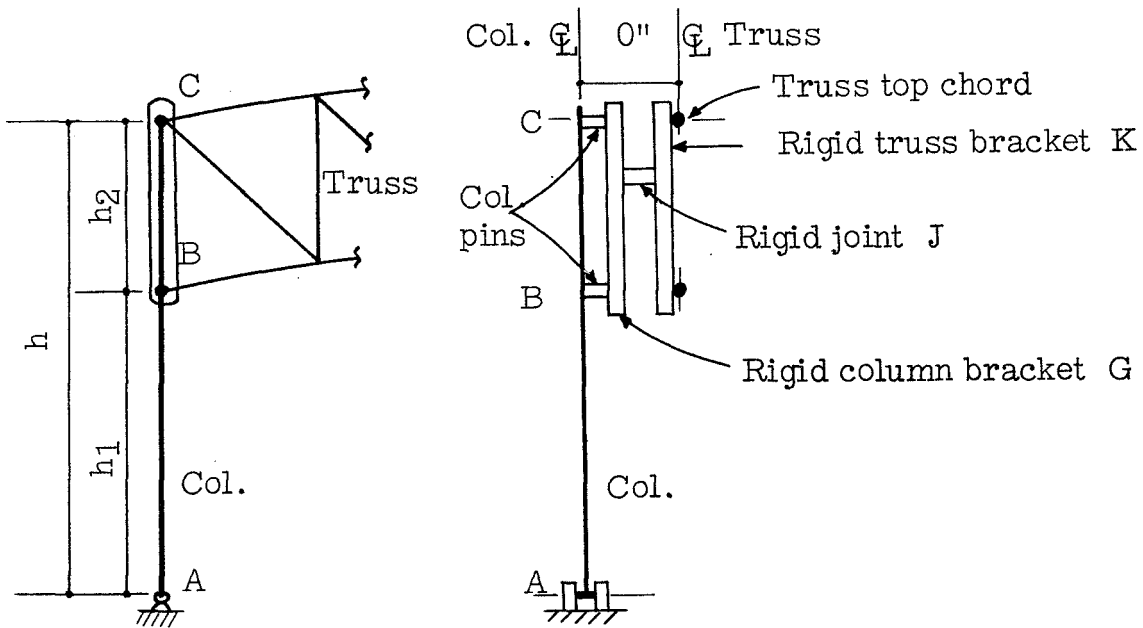 Col. ℄ 0" ℄ Truss
C
Truss top chord
C
Rigid truss bracket K
Truss
h2
Col.
pins
B
Rigid joint J
B
h
Rigid column bracket G
h1
Col.
Col.
A
A